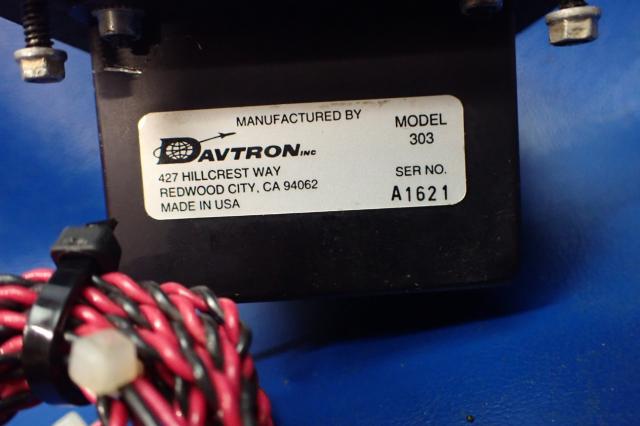 MANUFACTURED BY
DAVTRON INC
427 HILLCREST WAY
REDWOOD CITY, CA 94062
MADE IN USA
MODEL
303
SER NO.
A1621